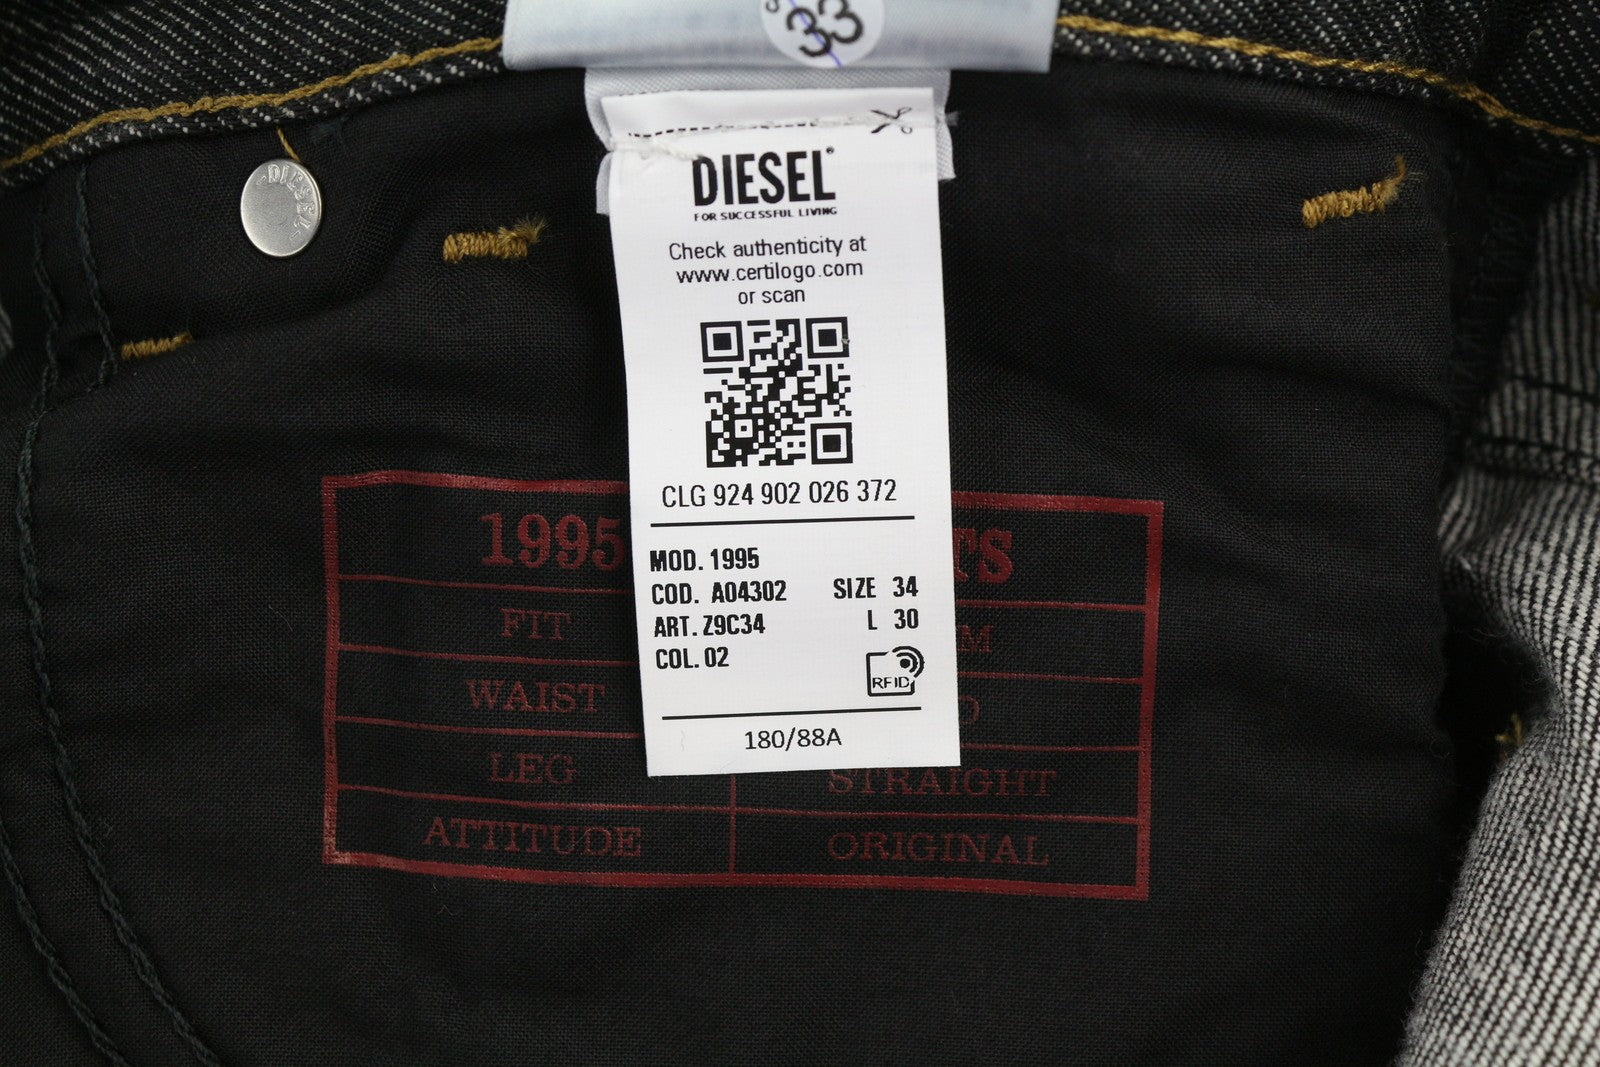 33
DIESEL
DIESEL®
FOR SUCCESSFUL LIVING
Check authenticity at
www.certilogo.com
or scan
CLG 924 902 026 372
MOD. 1995
COD. A04302 SIZE 34
ART. Z9C34 L 30
COL. 02
RFID
180/88A
1995
FIT
WAIST
LEG STRAIGHT
ATTITUDE ORIGINAL